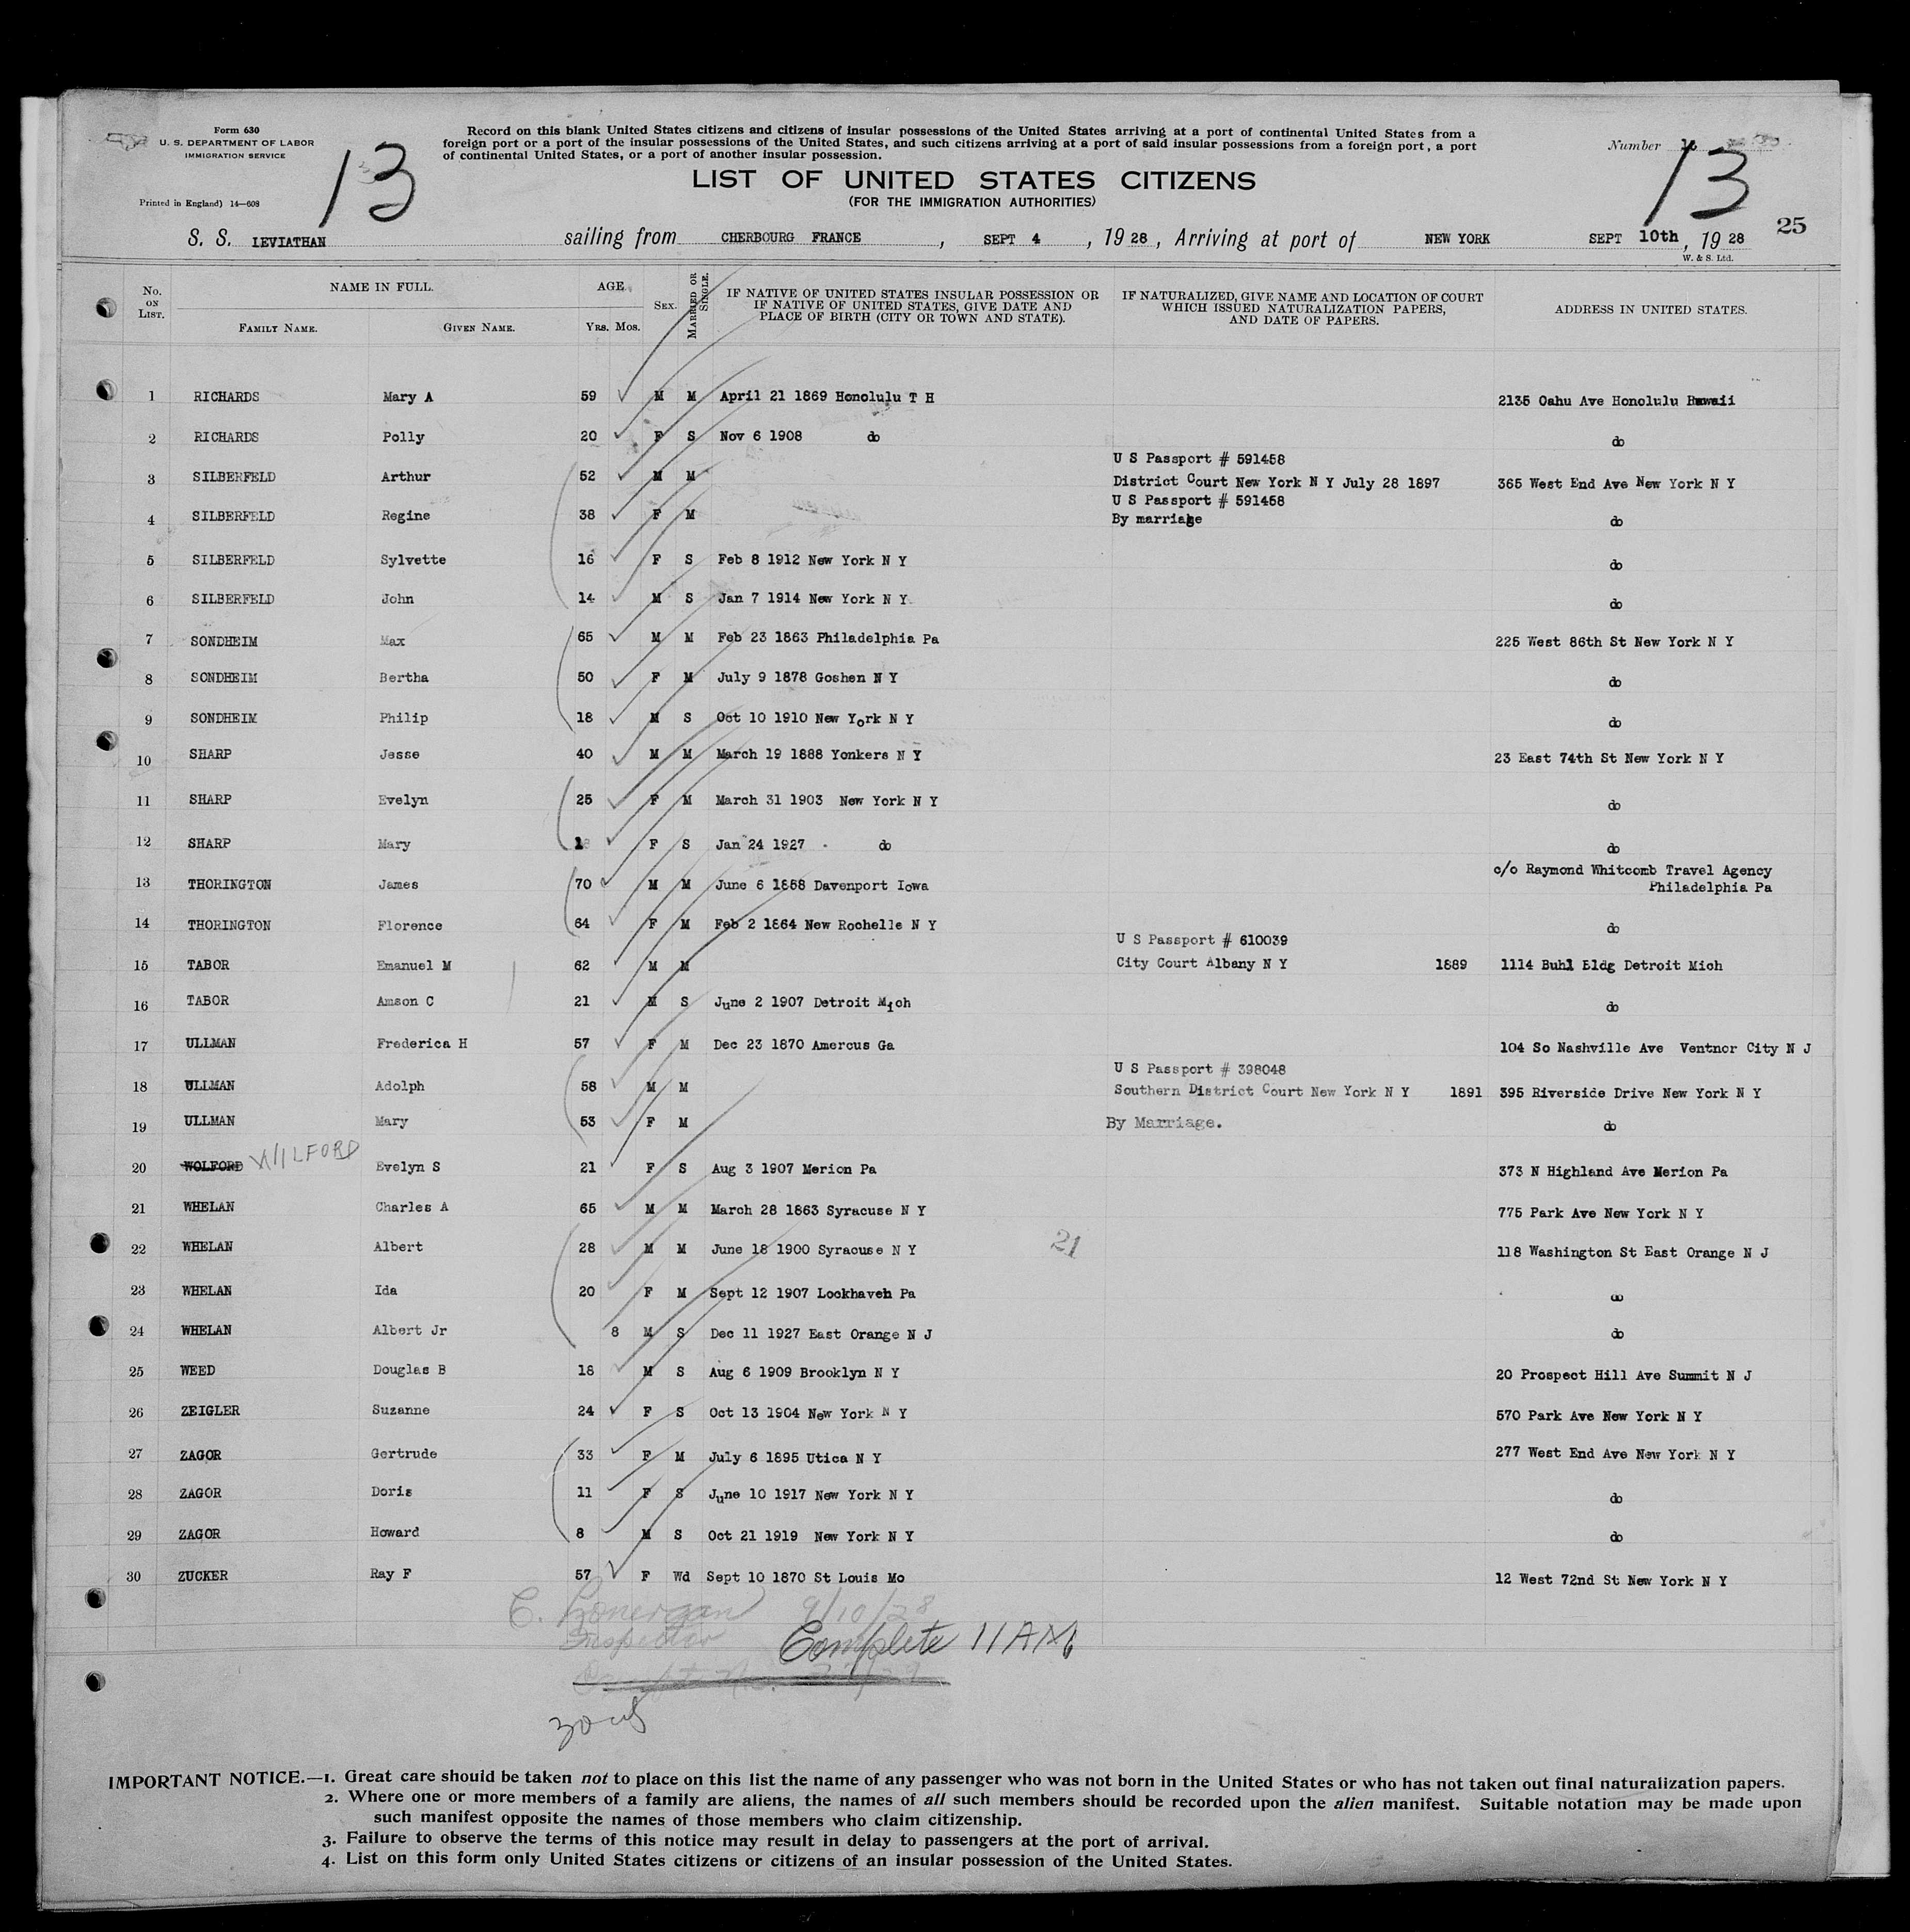 Form 630
U. S. DEPARTMENT OF LABOR
IMMIGRATION SERVICE
Printed in England) 14—608
13
Record on this blank United States citizens and citizens of insular possessions of the United States arriving at a port of continental United States from a
foreign port or a port of the insular possessions of the United States, and such citizens arriving at a port of said insular possessions from a foreign port, a port
of continental United States, or a port of another insular possession.
Number
13
25
LIST OF UNITED STATES CITIZENS
(FOR THE IMMIGRATION AUTHORITIES)
S. S. LEVIATHAN sailing from CHERBOURG FRANCE , SEPT 4 , 19 28 , Arriving at port of NEW YORK SEPT 10th , 19 28
W. & S. Ltd.
No. ON LIST. NAME IN FULL. FAMILY NAME. GIVEN NAME. AGE YRS. MOS. SEX. MARRIED OR SINGLE. IF NATIVE OF UNITED STATES INSULAR POSSESSION OR IF NATIVE OF UNITED STATES, GIVE DATE AND PLACE OF BIRTH (CITY OR TOWN AND STATE). IF NATURALIZED, GIVE NAME AND LOCATION OF COURT WHICH ISSUED NATURALIZATION PAPERS, AND DATE OF PAPERS. ADDRESS IN UNITED STATES.
1 RICHARDS Mary A 59 M M April 21 1869 Honolulu T H 2135 Oahu Ave Honolulu Hawaii
2 RICHARDS Polly 20 F S Nov 6 1908 do do
U S Passport # 591458
3 SILBERFELD Arthur 52 M M District Court New York N Y July 28 1897 365 West End Ave New York N Y
U S Passport # 591458
4 SILBERFELD Regine 38 F M By marriage do
5 SILBERFELD Sylvette 16 F S Feb 8 1912 New York N Y do
6 SILBERFELD John 14 M S Jan 7 1914 New York N Y do
7 SONDHEIM Max 65 M M Feb 23 1863 Philadelphia Pa 225 West 86th St New York N Y
8 SONDHEIM Bertha 50 F M July 9 1878 Goshen N Y do
9 SONDHEIM Philip 18 M S Oct 10 1910 New York N Y do
10 SHARP Jesse 40 M M March 19 1888 Yonkers N Y 23 East 74th St New York N Y
11 SHARP Evelyn 25 F M March 31 1903 New York N Y do
12 SHARP Mary F S Jan 24 1927 do do
c/o Raymond Whitcomb Travel Agency
13 THORINGTON James 70 M M June 6 1858 Davenport Iowa Philadelphia Pa
14 THORINGTON Florence 64 F M Feb 2 1864 New Rochelle N Y do
U S Passport # 610039
15 TABOR Emanuel M 62 M M City Court Albany N Y 1889 1114 Buhl Bldg Detroit Mich
16 TABOR Amson C 21 M S June 2 1907 Detroit Mich do
17 ULLMAN Frederica H 57 F M Dec 23 1870 Amercus Ga 104 So Nashville Ave Ventnor City N J
U S Passport # 398048
18 ULLMAN Adolph 58 M M Southern District Court New York N Y 1891 395 Riverside Drive New York N Y
19 ULLMAN Mary 53 F M By Marriage. do
20 WOLFORD WILFORD Evelyn S 21 F S Aug 3 1907 Merion Pa 373 N Highland Ave Merion Pa
21 WHELAN Charles A 65 M M March 28 1863 Syracuse N Y 775 Park Ave New York N Y
22 WHELAN Albert 28 M M June 18 1900 Syracuse N Y 21 118 Washington St East Orange N J
23 WHELAN Ida 20 F M Sept 12 1907 Lockhaven Pa do
24 WHELAN Albert Jr 8 M S Dec 11 1927 East Orange N J do
25 WEED Douglas B 18 M S Aug 6 1909 Brooklyn N Y 20 Prospect Hill Ave Summit N J
26 ZEIGLER Suzanne 24 F S Oct 13 1904 New York N Y 570 Park Ave New York N Y
27 ZAGOR Gertrude 33 F M July 6 1895 Utica N Y 277 West End Ave New York N Y
28 ZAGOR Doris 11 F S June 10 1917 New York N Y do
29 ZAGOR Howard 8 M S Oct 21 1919 New York N Y do
30 ZUCKER Ray F 57 F Wd Sept 10 1870 St Louis Mo 12 West 72nd St New York N Y
C. Lonergan 9/10/28
Inspector Complete 11 AM
IMPORTANT NOTICE.—1. Great care should be taken not to place on this list the name of any passenger who was not born in the United States or who has not taken out final naturalization papers.
2. Where one or more members of a family are aliens, the names of all such members should be recorded upon the alien manifest. Suitable notation may be made upon
such manifest opposite the names of those members who claim citizenship.
3. Failure to observe the terms of this notice may result in delay to passengers at the port of arrival.
4. List on this form only United States citizens or citizens of an insular possession of the United States.